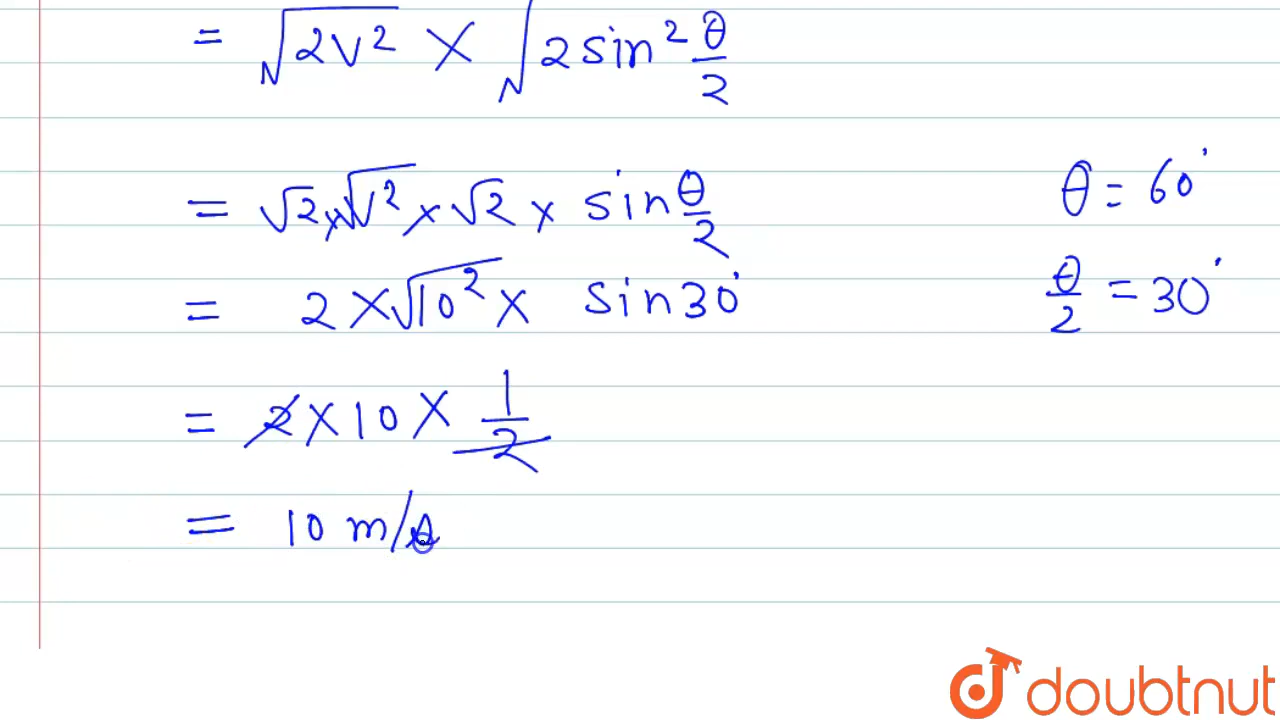 = √2V² × √2sin²θ/2
= √2×√V²×√2× sinθ/2
θ = 60°
= 2×√10²× sin30°
θ/2 = 30°
= 2×10×1/2
= 10 m/s
doubtnut